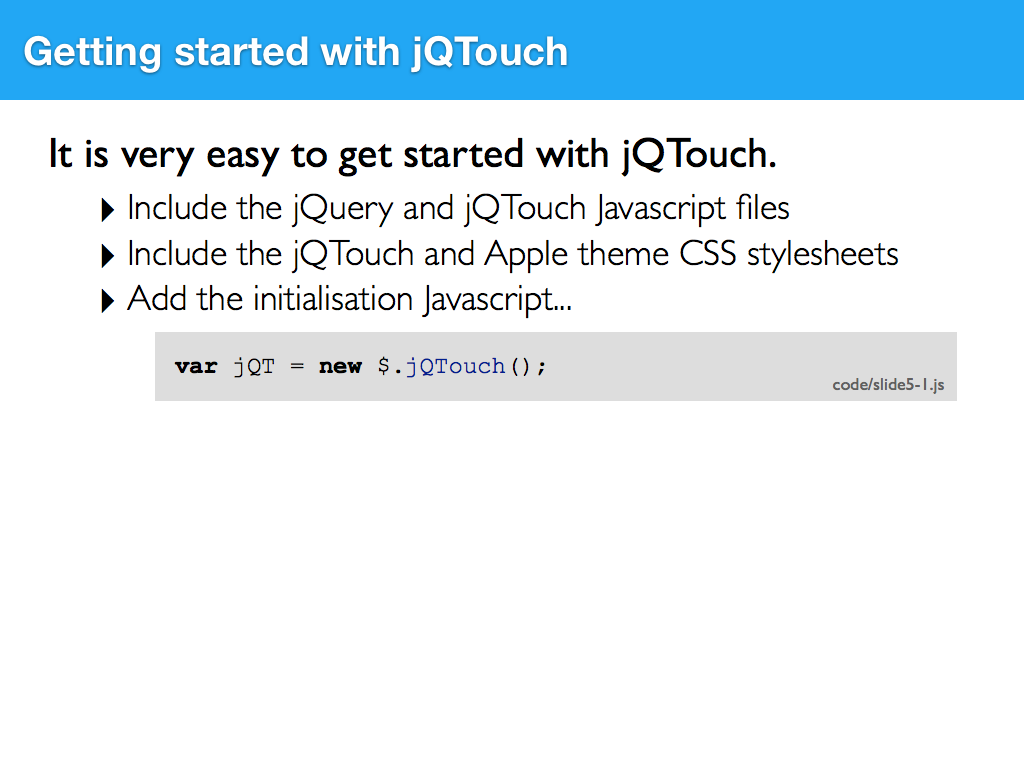 Getting started with jQTouch
It is very easy to get started with jQTouch.
Include the jQuery and jQTouch Javascript files
Include the jQTouch and Apple theme CSS stylesheets
Add the initialisation Javascript...
var jQT = new $.jQTouch();
code/slide5-1.js